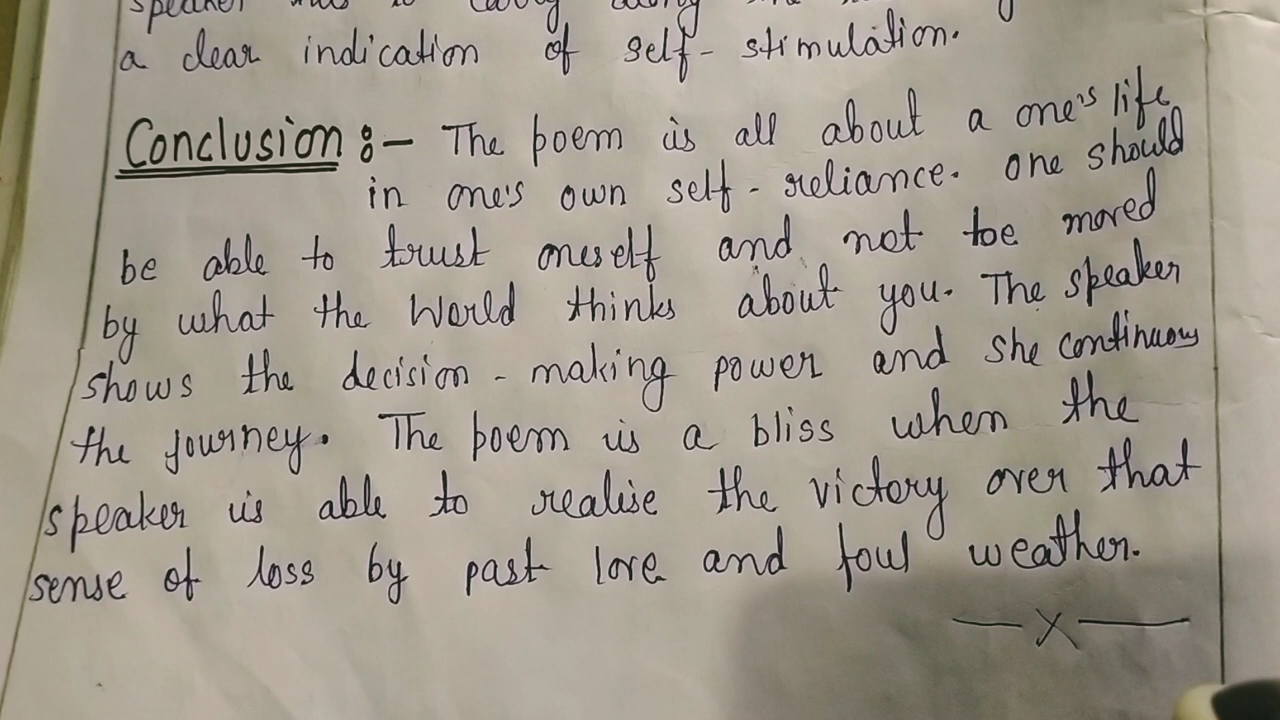 speaker
a clear indication of self-stimulation.
Conclusion :- The poem is all about a one's life
in one's own self-reliance. one should
be able to trust oneself and not toe moved
by what the World thinks about you. The speaker
shows the decision-making power and she continuous
the journey. The poem is a bliss when the
speaker is able to realise the victory over that
sense of loss by past love and foul weather.
—X—